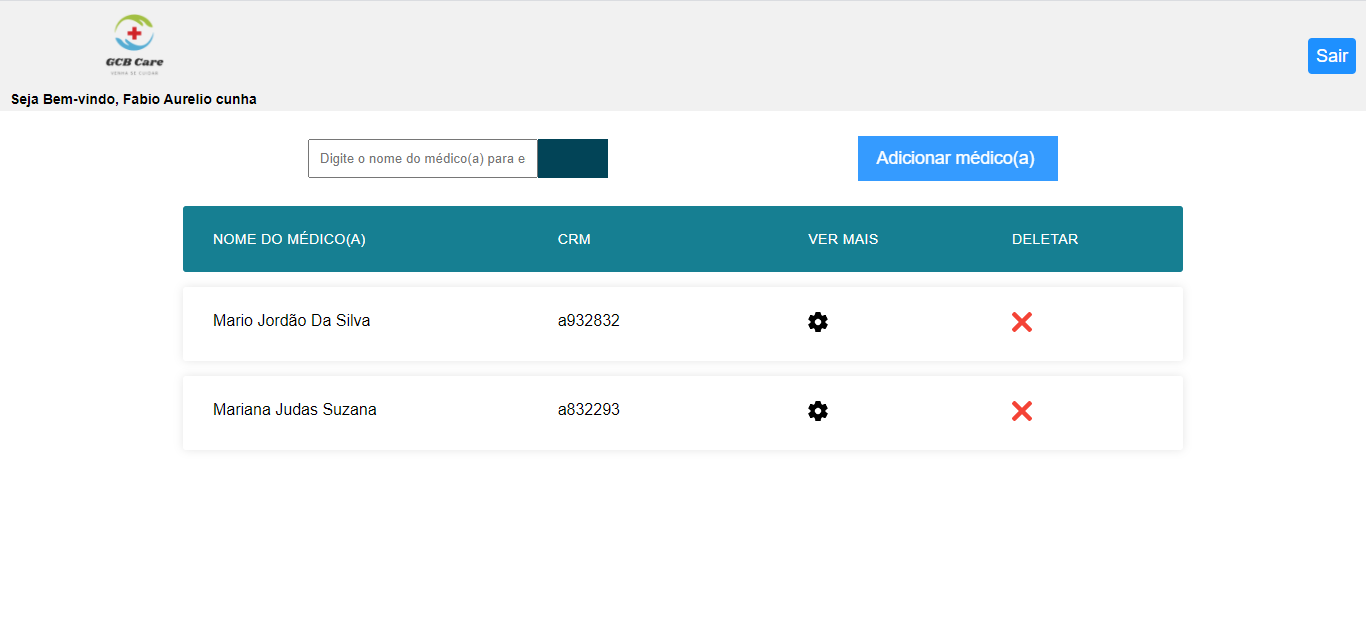 GCB Care
VENHA SE CUIDAR
Sair
Seja Bem-vindo, Fabio Aurelio cunha
Digite o nome do médico(a) para e
Adicionar médico(a)
NOME DO MÉDICO(A) CRM VER MAIS DELETAR
Mario Jordão Da Silva a932832
Mariana Judas Suzana a832293